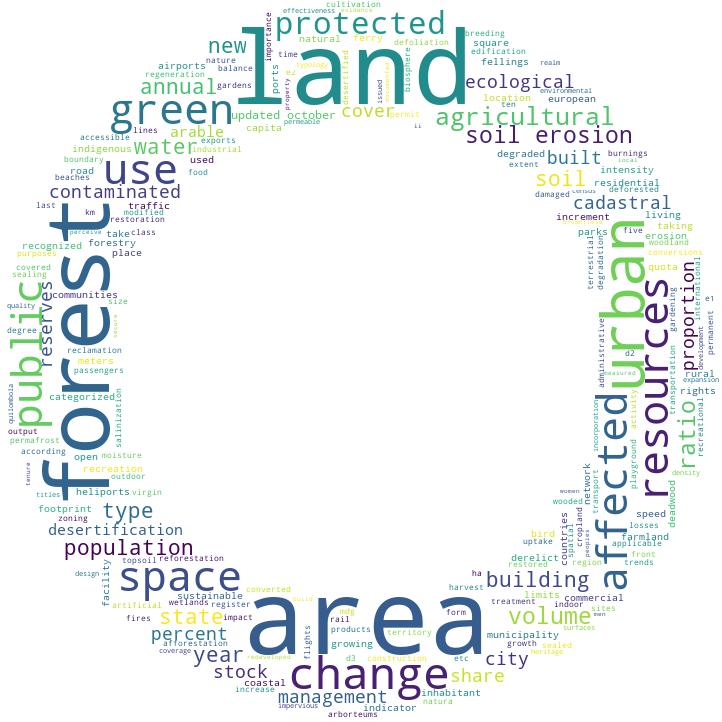 cultivation
effectiveness
evidence
protected
land
new
natural
ferry
defoliation
importance
time
breeding
square
edification
fellings
realm
nature
balance
gardens
airports
regeneration
annual
ez
ports
typology
desertified
issued
biosphere
ecological
environmental
location
european
ten
green
property
permeable
cover
permit
ii
agricultural
updated october
capita
accessible
lines
exports
industrial
arable
indigenous
water
soil erosion
boundary
road
beaches
use
used
food
degraded
extent
built
burnings
local
intensity
deforested
contaminated
soil
residential
damaged
census
cadastral
living
last
km
modified
traffic
restoration
perceive
increment
parks
five
taking
erosion
woodland
conversions
recognized
take
class
forestry
place
purposes
covered
sealing
public
reserves
forest
communities
size
quality
degree
secure
terrestrial
degradation
urban
quota
resources
proportion
international
e1
gardening
development
permanent
reclamation
meters
passengers
categorized
quilombola
salinization
administrative
d2
measured
rural
transportation
expansion
rights
recreational
ratio
affected
activity
incorporation
playground
output
permafrost
according
open
moisture
recreation
outdoor
tenure
titles
heliports
virgin
footprint
zoning
type
desertification
women
density
network
transport
wooded
deadwood
speed
losses
farmland
applicable
front
trends
countries
spatial
cropland
peoples
region
bird
uptake
derelict
restored
population
reforestation
topsoil
design
facility
sustainable
space
area
ha
harvest
building
limits
commercial
artificial
converted
register
wetlands
fires
impact
state
afforestation
coverage
percent
mdg
rail
products
territory
form
treatment
indoor
sites
volume
men
surfaces
municipality
growing
flights
year
redeveloped
d3
construction
etc
growth
sealed
heritage
city
stock
coastal
change
share
increase
impervious
management
inhabitant
natura
indicator
arboretums